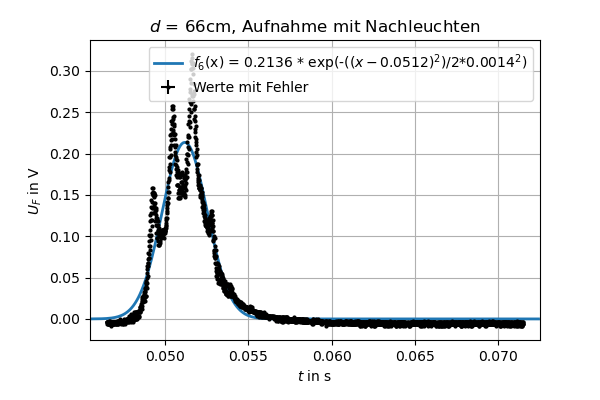 d = 66cm, Aufnahme mit Nachleuchten
f₆(x) = 0.2136 * exp(-((x − 0.0512)²)/2*0.0014²)
Werte mit Fehler
0.30
0.25
0.20
0.15
0.10
0.05
0.00
U_F in V
0.050 0.055 0.060 0.065 0.070
t in s